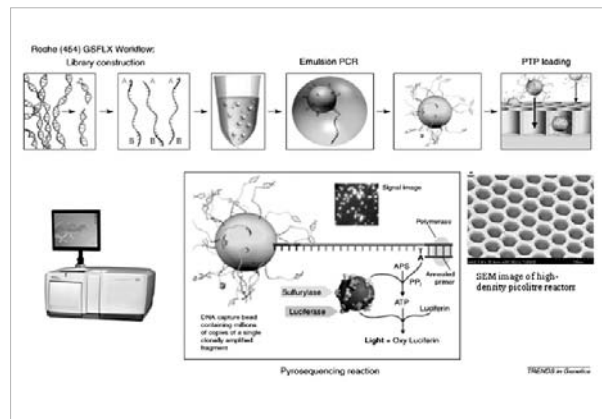 Roche (454) GSFLX Workflow:
Library construction
Emulsion PCR
PTP loading
A A A
B B B
Signal image
Polymerase
A
APS
PPi
Annealed
primer
Sulfurylase
Luciferase
ATP
Luciferin
DNA capture bead
containing millions
of copies of a single
clonally amplified
fragment
Light + Oxy Luciferin
SEM image of high-
density picolitre reactors
Pyrosequencing reaction
TRENDS in Genetics